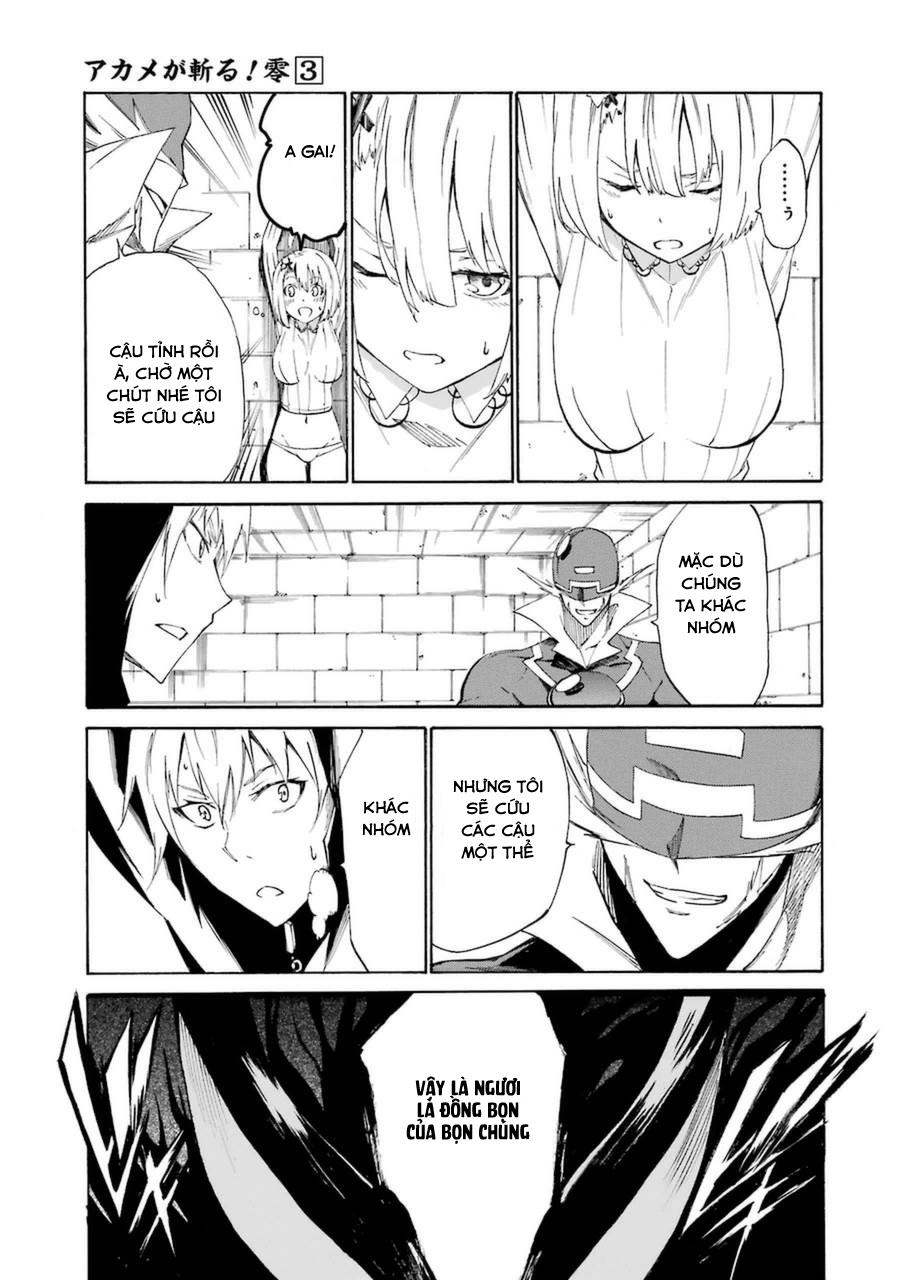 アカメが斬る！零 3
……う
A GAI!
CẬU TỈNH RỒI
À, CHỜ MỘT
CHÚT NHÉ TÔI
SẼ CỨU CẬU
MẶC DÙ
CHÚNG
TA KHÁC
NHÓM
NHƯNG TÔI
SẼ CỨU
CÁC CẬU
MỘT THỂ
KHÁC
NHÓM
VẬY LÀ NGƯƠI
LÁ ĐỒNG BỌN
CỦA BỌN CHÚNG